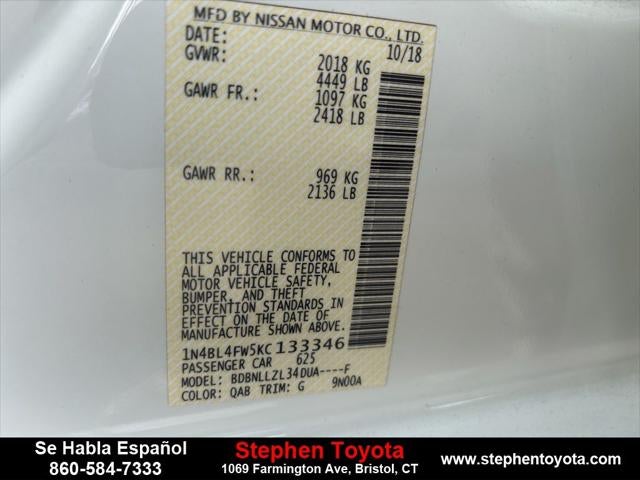 MFD BY NISSAN MOTOR CO., LTD.
DATE: 10/18
GVWR: 2018 KG
4449 LB
GAWR FR.: 1097 KG
2418 LB
GAWR RR.: 969 KG
2136 LB
THIS VEHICLE CONFORMS TO
ALL APPLICABLE FEDERAL
MOTOR VEHICLE SAFETY,
BUMPER, AND THEFT
PREVENTION STANDARDS IN
EFFECT ON THE DATE OF
MANUFACTURE SHOWN ABOVE.
1N4BL4FW5KC133346
PASSENGER CAR 625
MODEL: BDBNLLZL34DUA----F
COLOR: QAB TRIM: G 9N00A
Se Habla Español
860-584-7333
Stephen Toyota
1069 Farmington Ave, Bristol, CT
www.stephentoyota.com